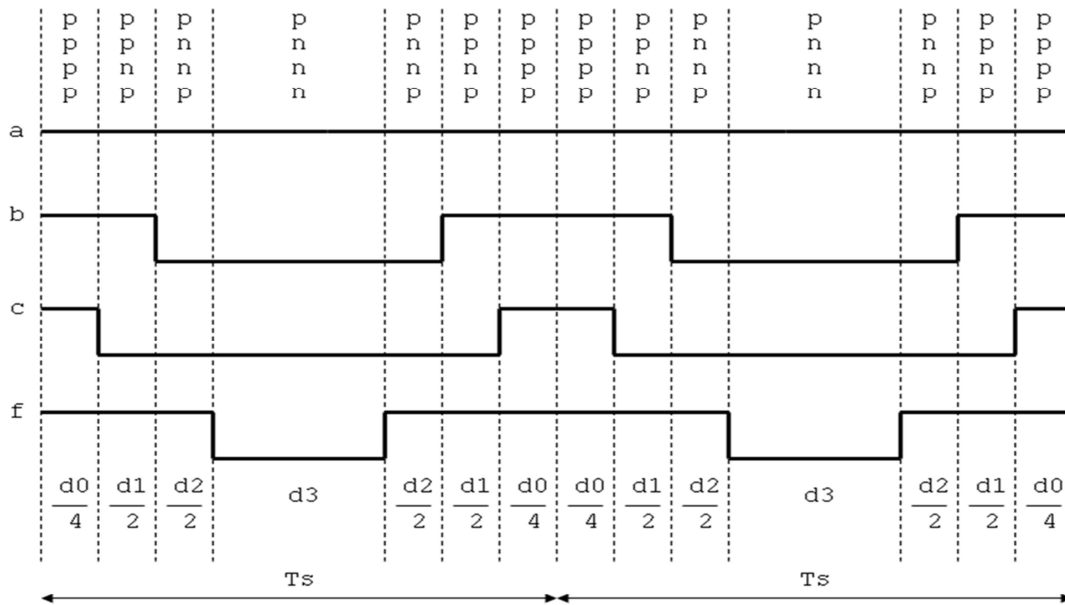 p p p p p p p p p p p p p p
p p n n n p p p p n n n p p
p n n n n n p p n n n n n p
p p p n p p p p p p n p p p
a
b
c
f
d0 d1 d2 d3 d2 d1 d0 d0 d1 d2 d3 d2 d1 d0
4 2 2 2 2 4 4 2 2 2 2 4
Ts Ts